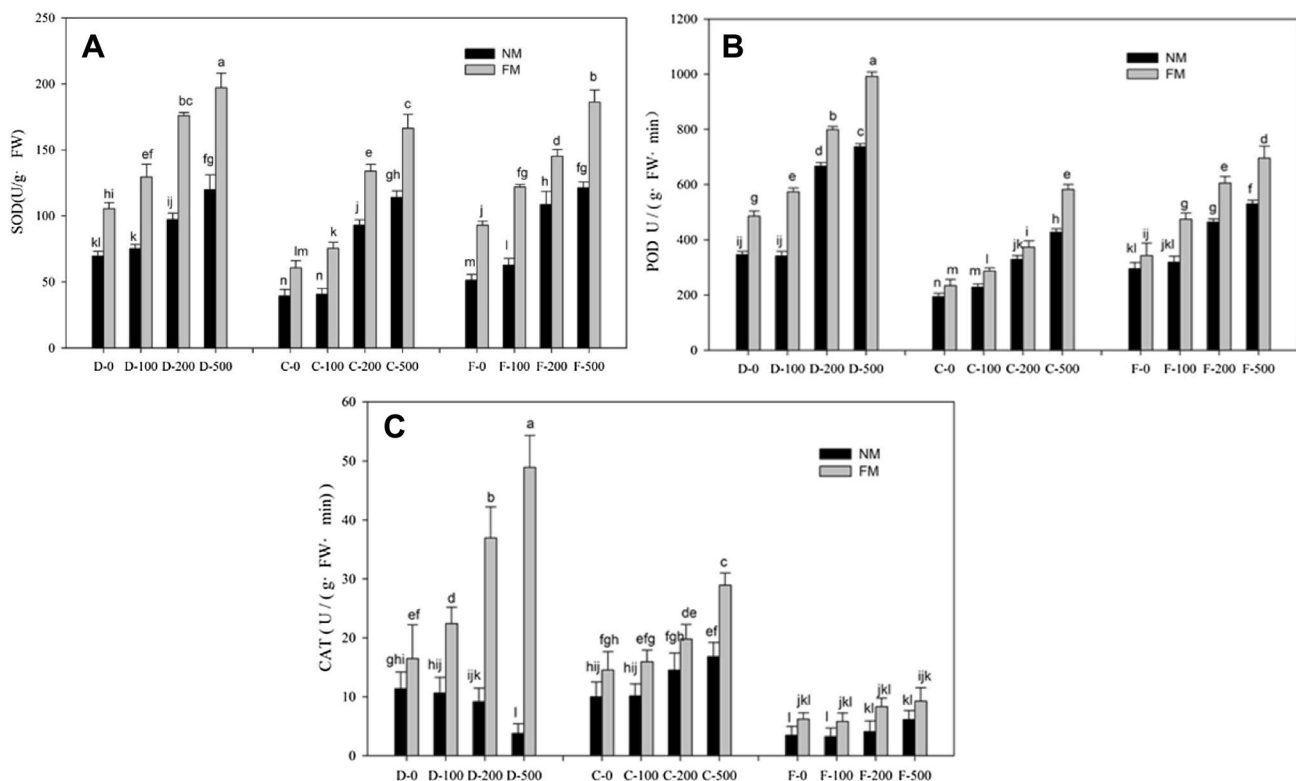 A
250
200
150
100
50
0
SOD(U/g· FW)
NM
FM
kl hi k ef ij bc fg a
n lm n k j e gh c
m j l fg h d fg b
D-0 D-100 D-200 D-500 C-0 C-100 C-200 C-500 F-0 F-100 F-200 F-500
B
1200
1000
800
600
400
200
0
POD U/(g· FW· min)
NM
FM
ij g ij e d b c a
n m m l jk i h e
kl ij jkl g g e f d
D-0 D-100 D-200 D-500 C-0 C-100 C-200 C-500 F-0 F-100 F-200 F-500
C
60
50
40
30
20
10
0
CAT(U/(g· FW· min))
NM
FM
ghi ef hij d ijk b l a
hij fgh hij efg fgh de ef c
l jkl l jkl kl jkl kl ijk
D-0 D-100 D-200 D-500 C-0 C-100 C-200 C-500 F-0 F-100 F-200 F-500